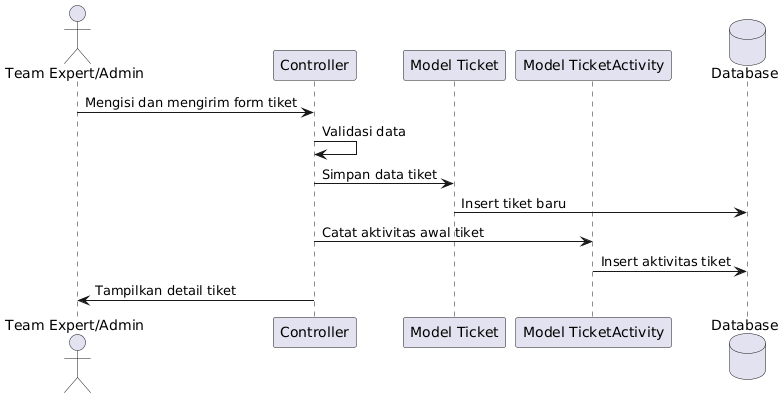 Team Expert/Admin
Controller
Model Ticket
Model TicketActivity
Database
Mengisi dan mengirim form tiket
Validasi data
Simpan data tiket
Insert tiket baru
Catat aktivitas awal tiket
Insert aktivitas tiket
Tampilkan detail tiket
Team Expert/Admin
Controller
Model Ticket
Model TicketActivity
Database